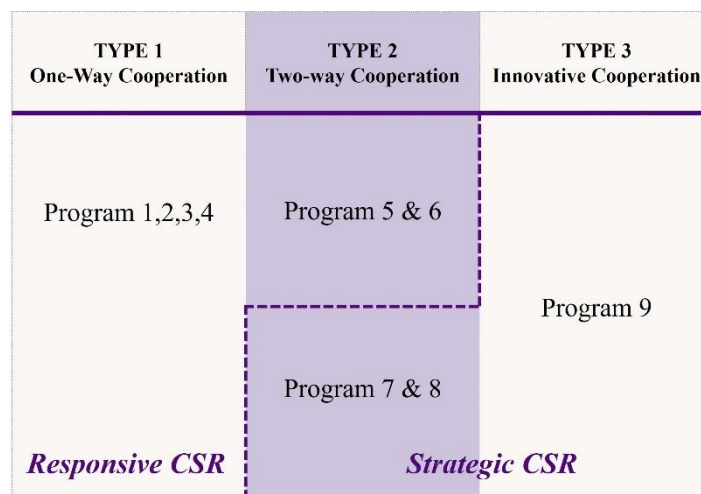 TYPE 1
One-Way Cooperation
TYPE 2
Two-way Cooperation
TYPE 3
Innovative Cooperation
Program 1,2,3,4
Program 5 & 6
Program 9
Program 7 & 8
Responsive CSR
Strategic CSR